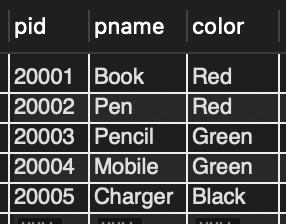 pid pname color
20001 Book Red
20002 Pen Red
20003 Pencil Green
20004 Mobile Green
20005 Charger Black